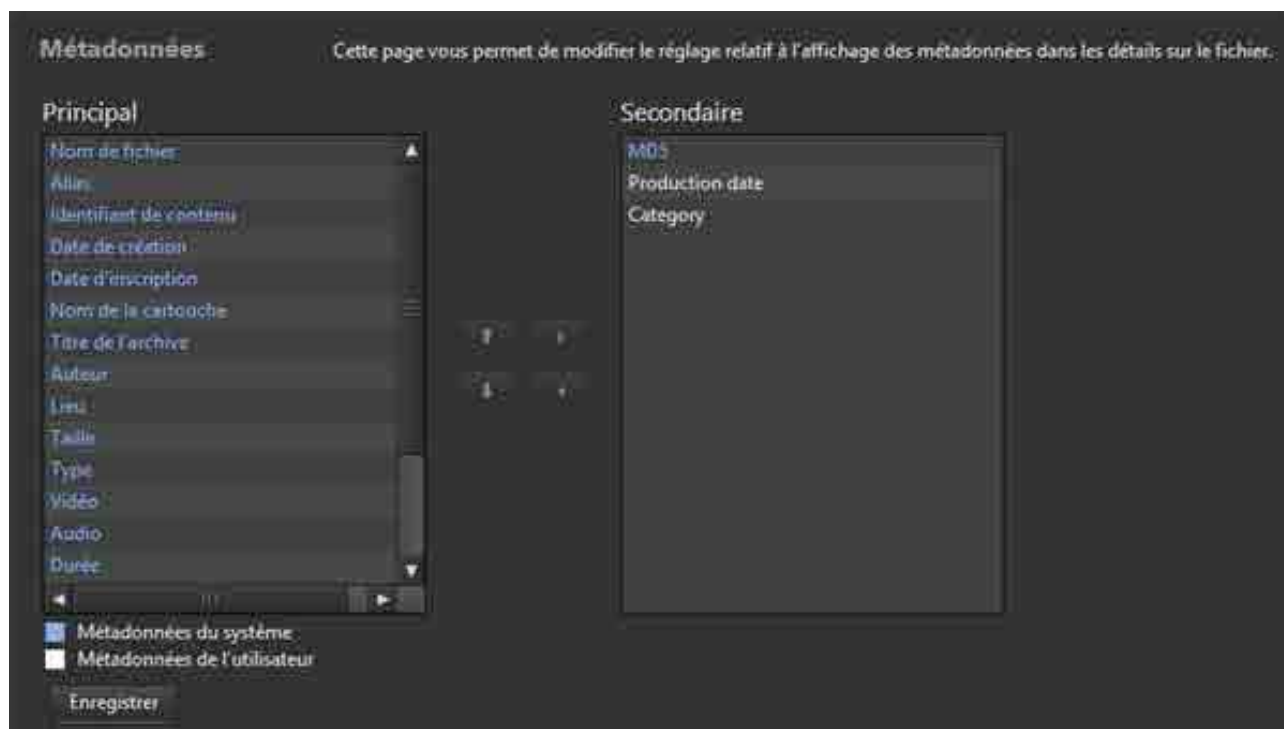 Métadonnées
Cette page vous permet de modifier le réglage relatif à l'affichage des métadonnées dans les détails sur le fichier.
Principal
Nom de fichier
Alias
Identifiant de contenu
Date de création
Date d'inscription
Nom de la cartouche
Titre de l'archive
Auteur
Lieu
Taille
Type
Vidéo
Audio
Durée
Métadonnées du système
Métadonnées de l'utilisateur
Enregistrer
Secondaire
MD5
Production date
Category